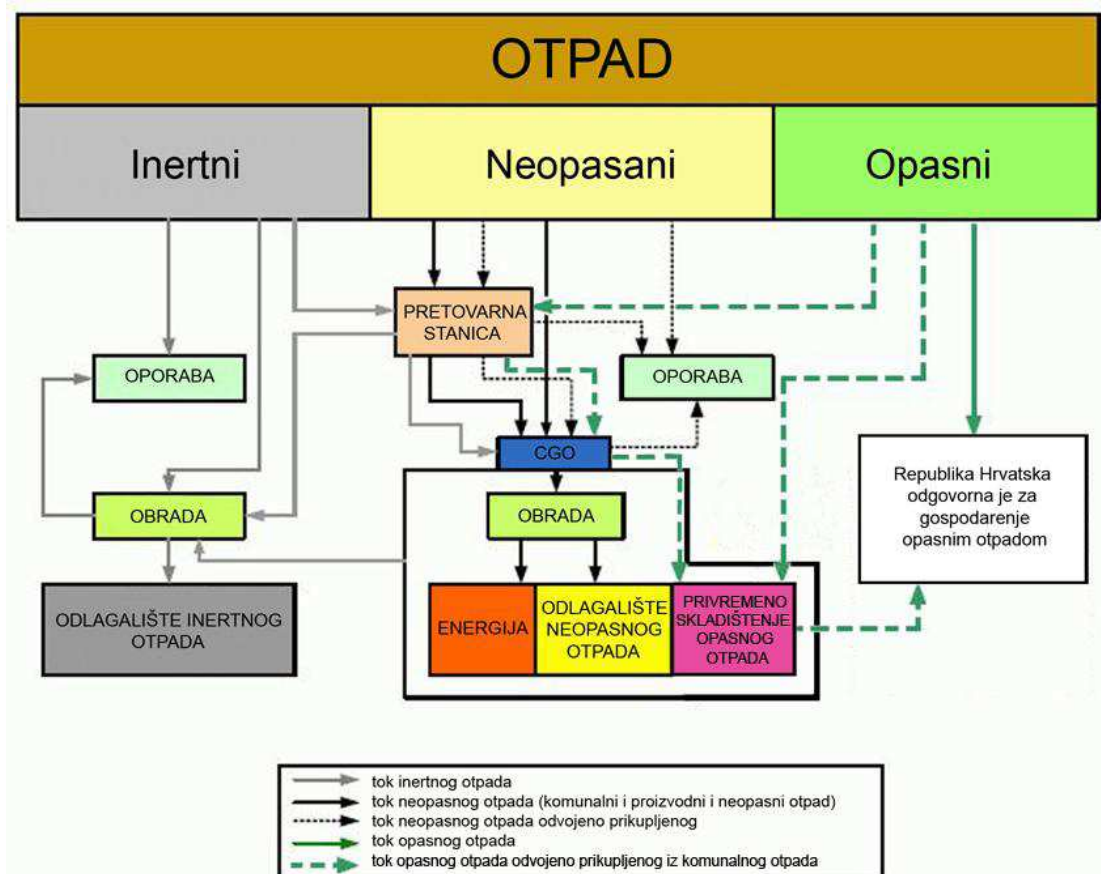 OTPAD
Inertni
Neopasani
Opasni
PRETOVARNA
STANICA
OPORABA
OPORABA
CGO
Republika Hrvatska
odgovorna je za
gospodarenje
opasnim otpadom
OBRADA
OBRADA
ODLAGALIŠTE INERTNOG
OTPADA
ENERGIJA
ODLAGALIŠTE
NEOPASNOG
OTPADA
PRIVREMENO
SKLADIŠTENJE
OPASNOG
OTPADA
tok inertnog otpada
tok neopasnog otpada (komunalni i proizvodni i neopasni otpad)
tok neopasnog otpada odvojeno prikupljenog
tok opasnog otpada
tok opasnog otpada odvojeno prikupljenog iz komunalnog otpada